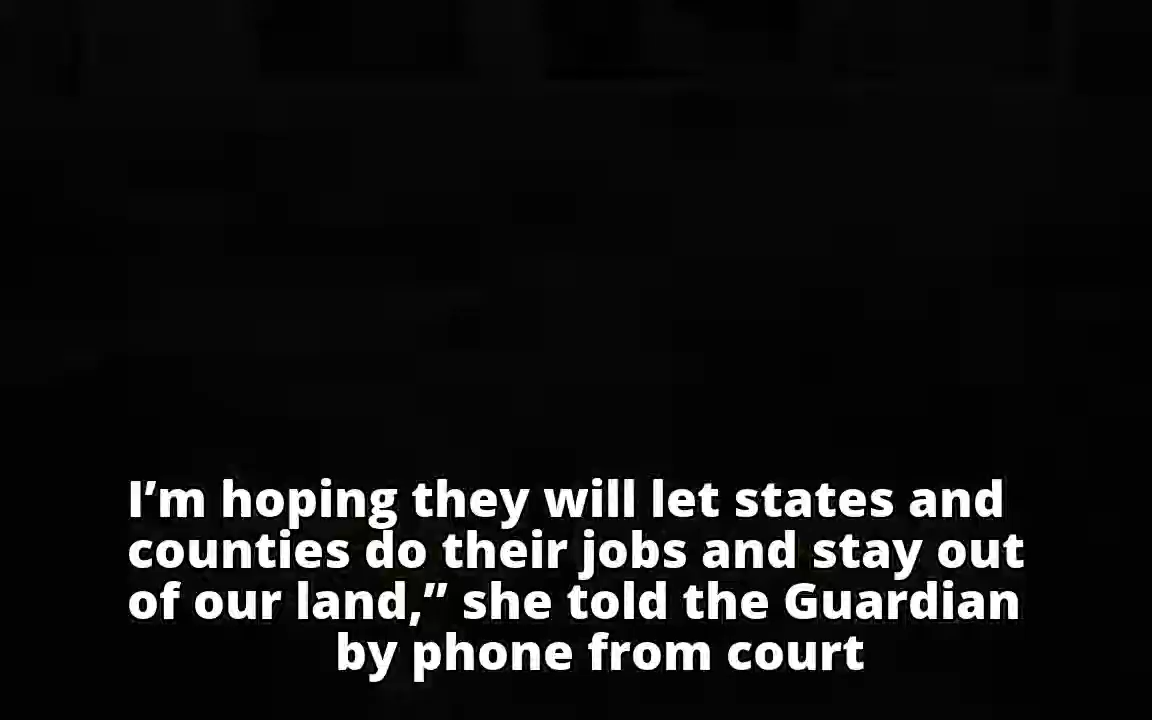 I’m hoping they will let states and
counties do their jobs and stay out
of our land,” she told the Guardian
by phone from court